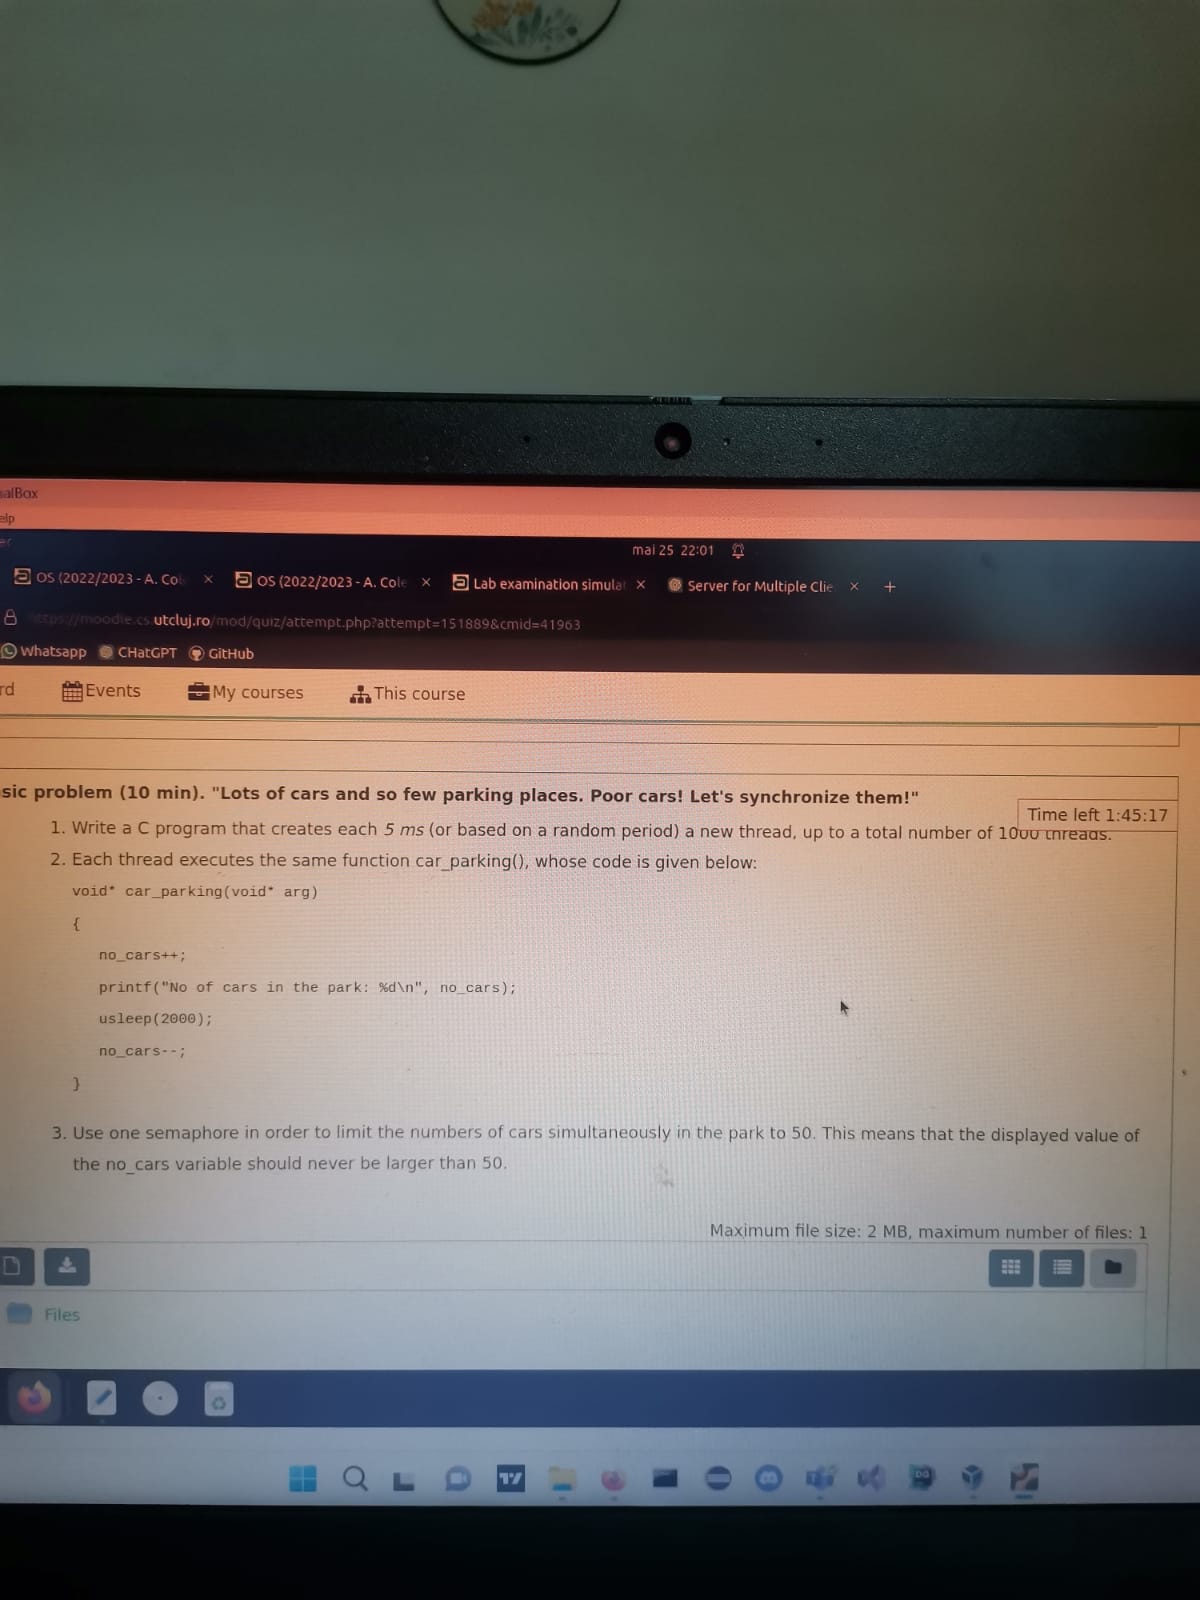 elp
mai 25 22:01
OS (2022/2023 - A. Col × OS (2022/2023 - A. Cole × Lab examination simulat × Server for Multiple Clie × +
https://moodle.cs.utcluj.ro/mod/quiz/attempt.php?attempt=151889&cmid=41963
Whatsapp CHatGPT GitHub
rd Events My courses This course
sic problem (10 min). "Lots of cars and so few parking places. Poor cars! Let's synchronize them!"
Time left 1:45:17
1. Write a C program that creates each 5 ms (or based on a random period) a new thread, up to a total number of 1000 threads.
2. Each thread executes the same function car_parking(), whose code is given below:
void* car_parking(void* arg)
{
no_cars++;
printf("No of cars in the park: %d\n", no_cars);
usleep(2000);
no_cars--;
}
3. Use one semaphore in order to limit the numbers of cars simultaneously in the park to 50. This means that the displayed value of
the no_cars variable should never be larger than 50.
Maximum file size: 2 MB, maximum number of files: 1
Files